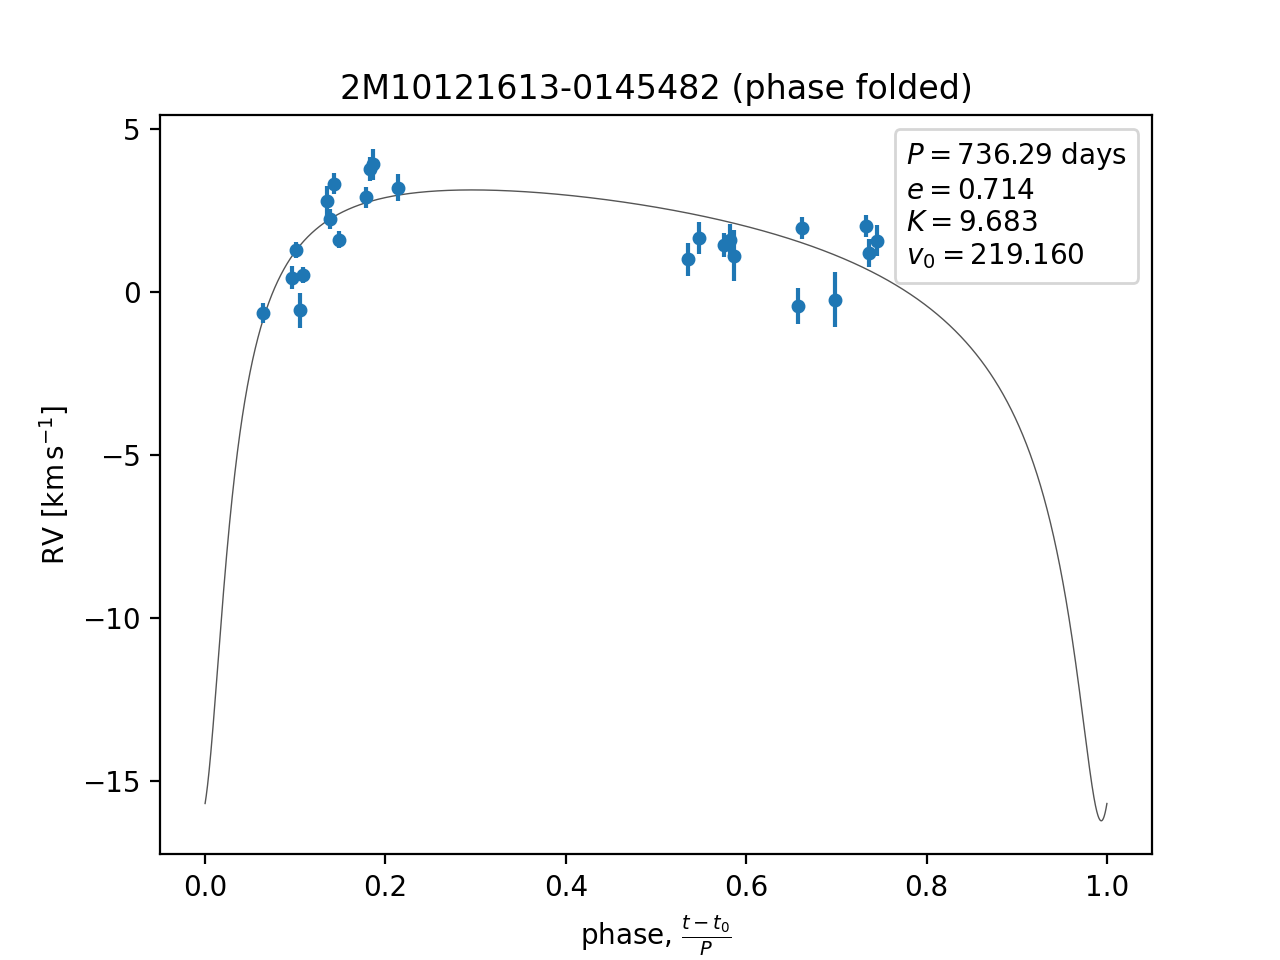 2M10121613-0145482 (phase folded)
P = 736.29 days
e = 0.714
K = 9.683
v₀ = 219.160
5
0
−5
−10
−15
RV [km s⁻¹]
0.0 0.2 0.4 0.6 0.8 1.0
phase, (t − t₀)/P